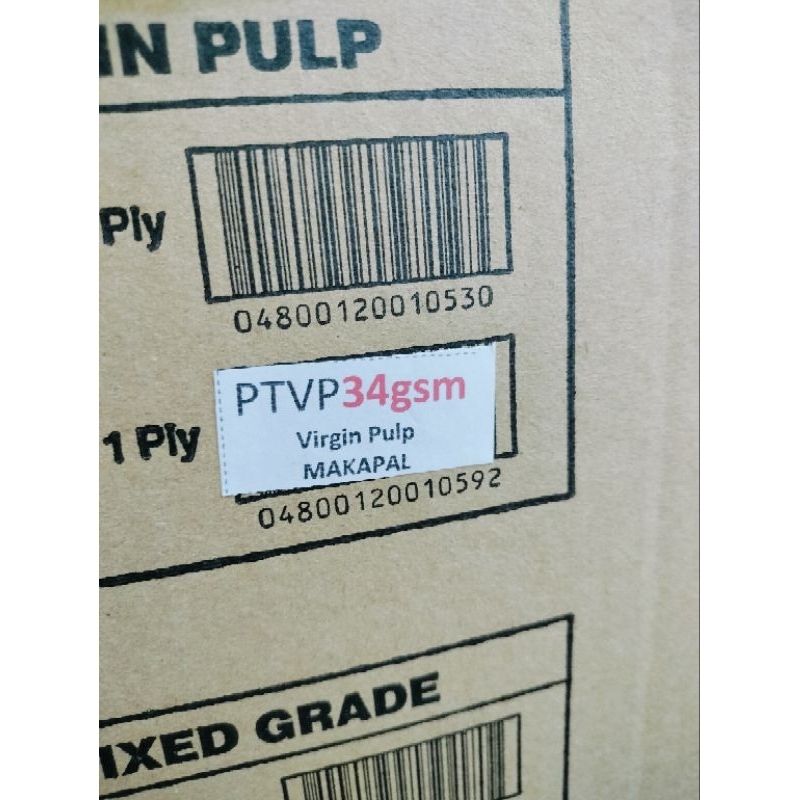 IN PULP
Ply
04800120010530
PTVP34gsm
1 Ply
Virgin Pulp
MAKAPAL
04800120010592
IXED GRADE